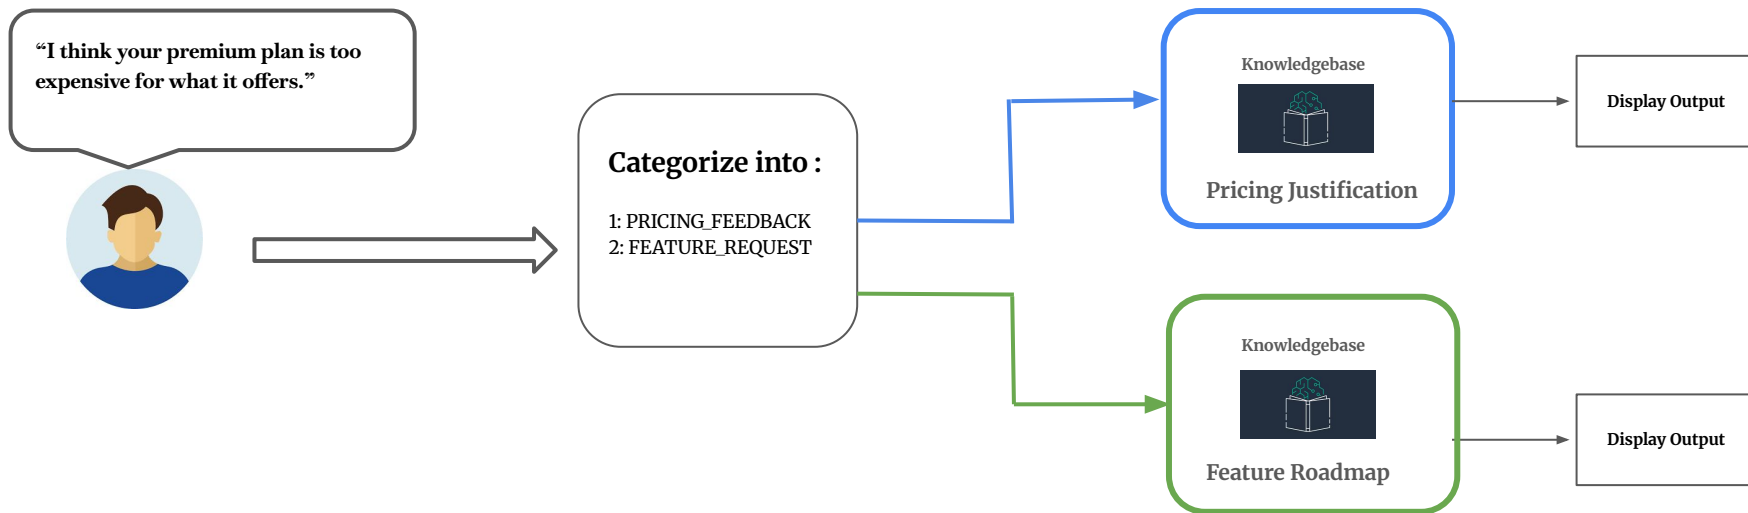 “I think your premium plan is too
expensive for what it offers.”
Categorize into :
1: PRICING_FEEDBACK
2: FEATURE_REQUEST
Knowledgebase
Pricing Justification
Display Output
Knowledgebase
Feature Roadmap
Display Output